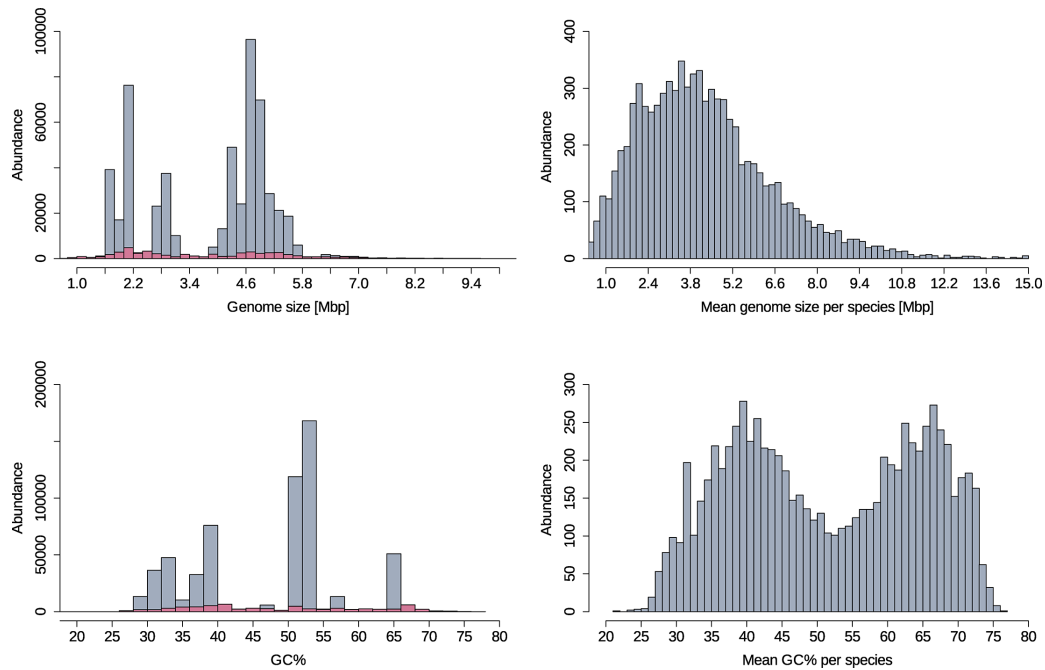 Abundance
100000
60000
20000
0
1.0 2.2 3.4 4.6 5.8 7.0 8.2 9.4
Genome size [Mbp]
Abundance
400
300
200
100
0
1.0 2.4 3.8 5.2 6.6 8.0 9.4 10.8 12.2 13.6 15.0
Mean genome size per species [Mbp]
Abundance
200000
100000
50000
0
20 25 30 35 40 45 50 55 60 65 70 75 80
GC%
Abundance
300
250
200
150
100
50
0
20 25 30 35 40 45 50 55 60 65 70 75 80
Mean GC% per species